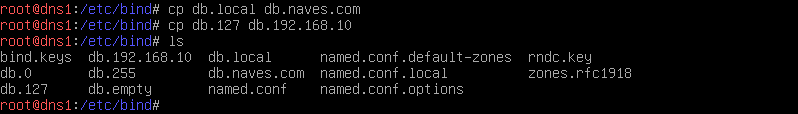 root@dns1:/etc/bind# cp db.local db.naves.com
root@dns1:/etc/bind# cp db.127 db.192.168.10
root@dns1:/etc/bind# ls
bind.keys  db.192.168.10  db.local      named.conf.default-zones  rndc.key
db.0       db.255         db.naves.com  named.conf.local          zones.rfc1918
db.127     db.empty       named.conf    named.conf.options
root@dns1:/etc/bind#